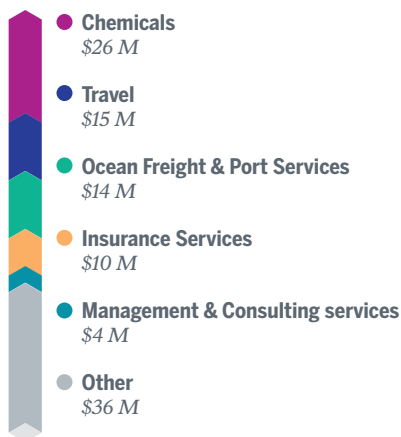 Chemicals
$26 M
Travel
$15 M
Ocean Freight & Port Services
$14 M
Insurance Services
$10 M
Management & Consulting services
$4 M
Other
$36 M